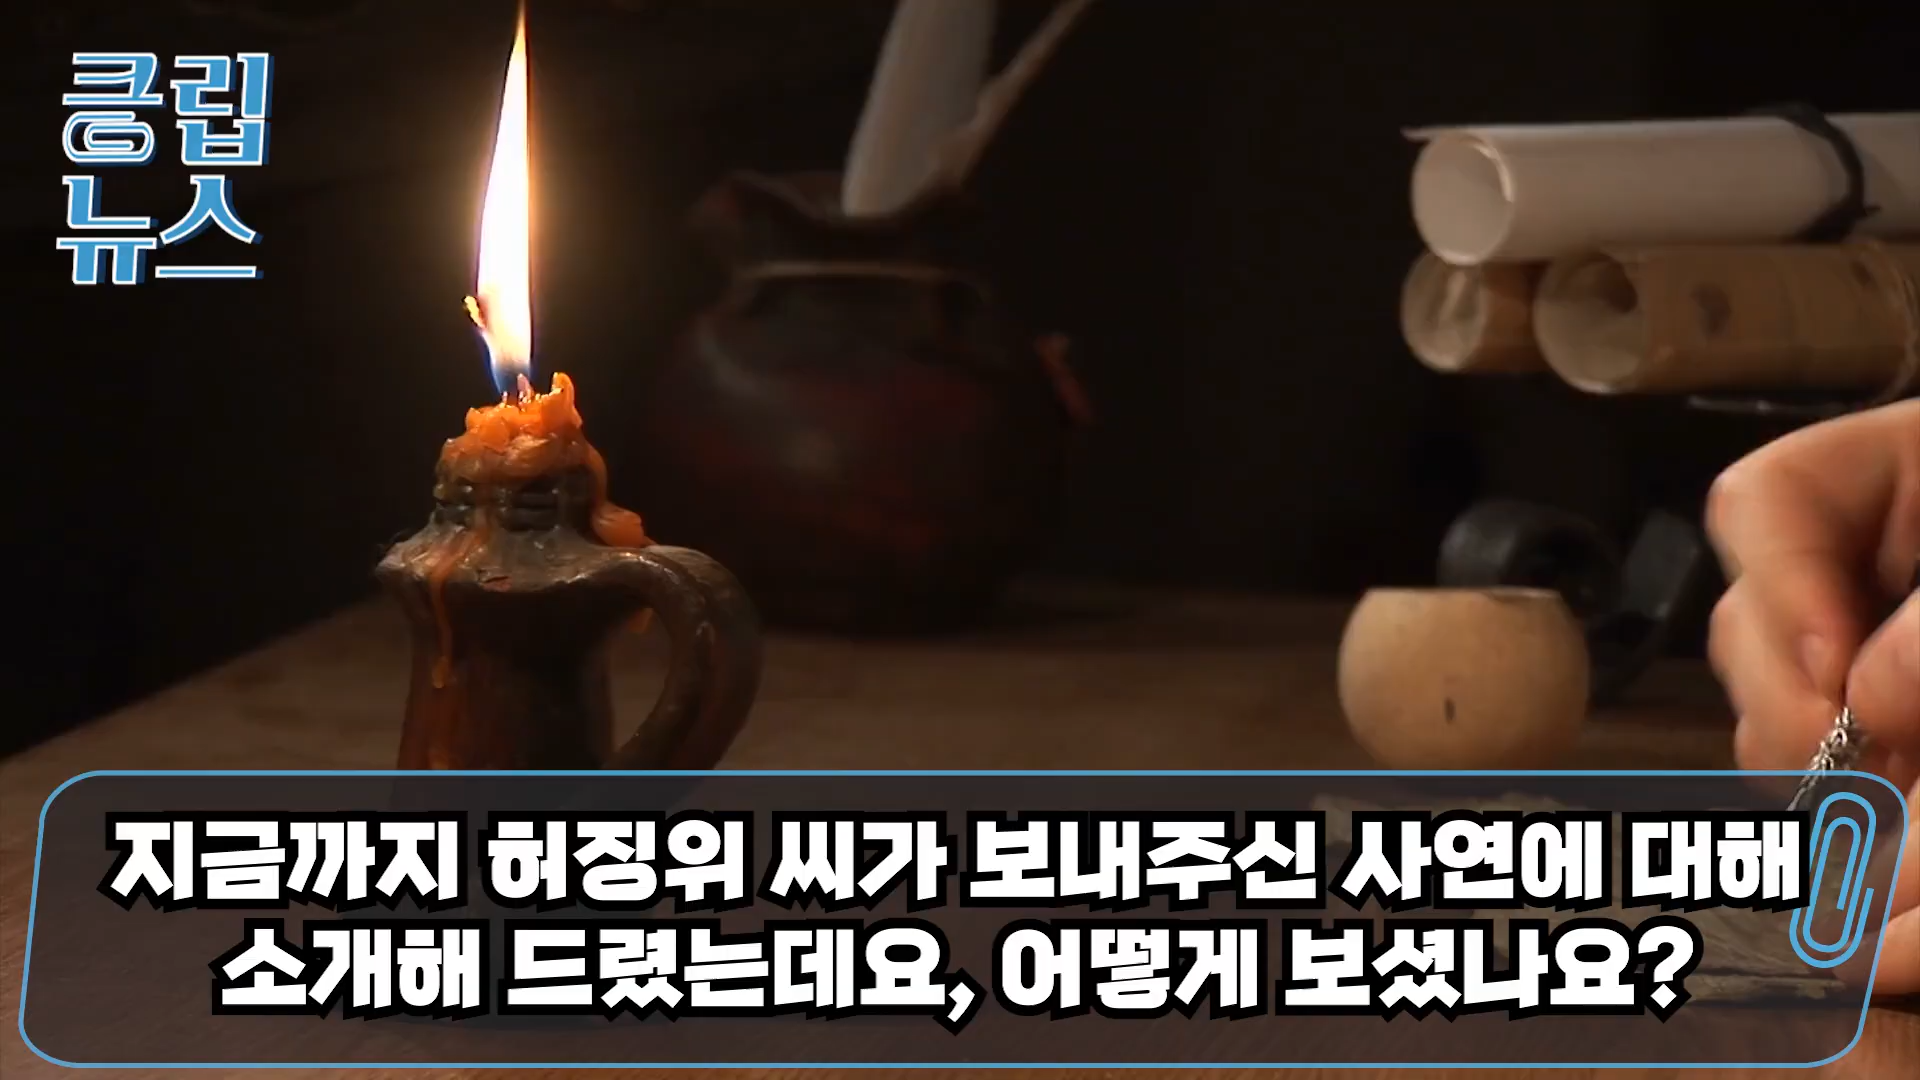 클립
뉴스
지금까지 허징위 씨가 보내주신 사연에 대해
소개해 드렸는데요, 어떻게 보셨나요?